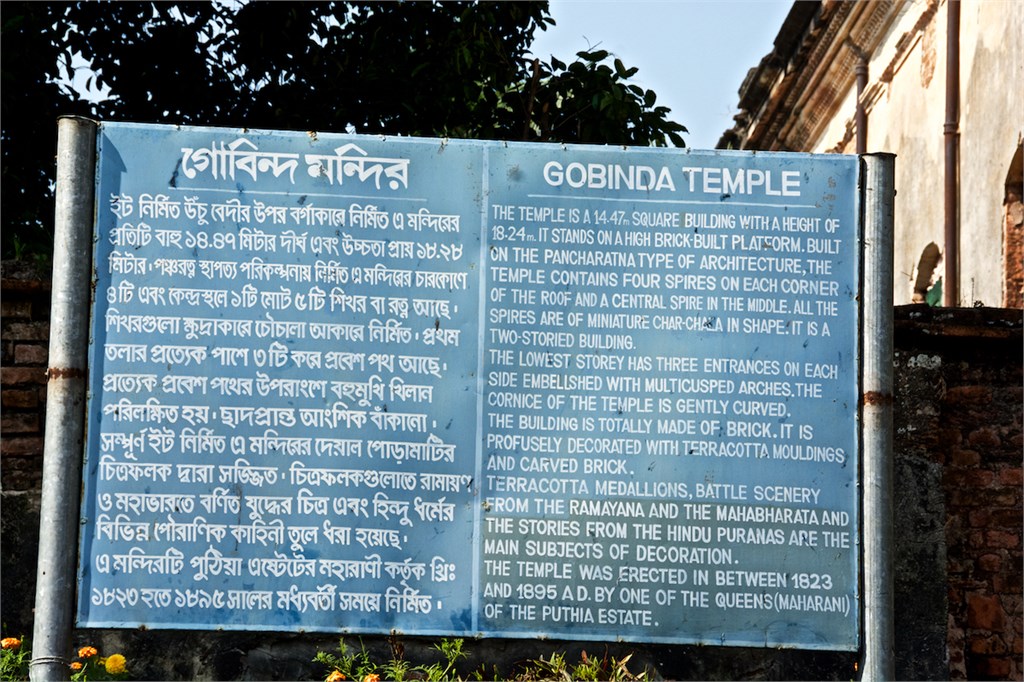 গোবিন্দ মন্দির
ইট নির্মিত উঁচু বেদীর উপর বর্গাকারে নির্মিত এ মন্দিরের
প্রতিটি বাহু ১৪.৪৭ মিটার দীর্ঘ এবং উচ্চতা প্রায় ১৮.২৮
মিটার। পঞ্চরত্ন স্থাপত্য পরিকল্পনায় নির্মিত এ মন্দিরের চারকোণে
৪টি এবং কেন্দ্রস্থলে ১টি মোট ৫টি শিখর বা রত্ন আছে।
শিখরগুলো ক্ষুদ্রাকারে চৌচালা আকারে নির্মিত। প্রথম
তলার প্রত্যেক পাশে ৩টি করে প্রবেশ পথ আছে।
প্রত্যেক প্রবেশ পথের উপরাংশে বহুমুখি খিলান
পরিলক্ষিত হয়। ছাদপ্রান্ত আংশিক বাঁকানো।
সম্পূর্ণ ইট নির্মিত এ মন্দিরের দেয়াল পোড়ামাটির
চিত্রফলক দ্বারা সজ্জিত। চিত্রফলকগুলোতে রামায়ণ
ও মহাভারতে বর্ণিত যুদ্ধের চিত্র এবং হিন্দু ধর্মের
বিভিন্ন পৌরাণিক কাহিনী তুলে ধরা হয়েছে।
এ মন্দিরটি পুঠিয়া এষ্টেটের মহারাণী কর্তৃক খ্রিঃ
১৮২৩ হতে ১৮৯৫ সালের মধ্যবর্তী সময়ে নির্মিত।
GOBINDA TEMPLE
THE TEMPLE IS A 14.47m SQUARE BUILDING WITH A HEIGHT OF
18.24m. IT STANDS ON A HIGH BRICK-BUILT PLATFORM. BUILT
ON THE PANCHARATNA TYPE OF ARCHITECTURE, THE
TEMPLE CONTAINS FOUR SPIRES ON EACH CORNER
OF THE ROOF AND A CENTRAL SPIRE IN THE MIDDLE. ALL THE
SPIRES ARE OF MINIATURE CHAR-CHALA IN SHAPE. IT IS A
TWO-STORIED BUILDING.
THE LOWEST STOREY HAS THREE ENTRANCES ON EACH
SIDE EMBELLSHED WITH MULTICUSPED ARCHES, THE
CORNICE OF THE TEMPLE IS GENTLY CURVED.
THE BUILDING IS TOTALLY MADE OF BRICK. IT IS
PROFUSELY DECORATED WITH TERRACOTTA MOULDINGS
AND CARVED BRICK.
TERRACOTTA MEDALLIONS, BATTLE SCENERY
FROM THE RAMAYANA AND THE MAHABHARATA AND
THE STORIES FROM THE HINDU PURANAS ARE THE
MAIN SUBJECTS OF DECORATION.
THE TEMPLE WAS ERECTED IN BETWEEN 1823
AND 1895 A D. BY ONE OF THE QUEENS (MAHARANI)
OF THE PUTHIA ESTATE.